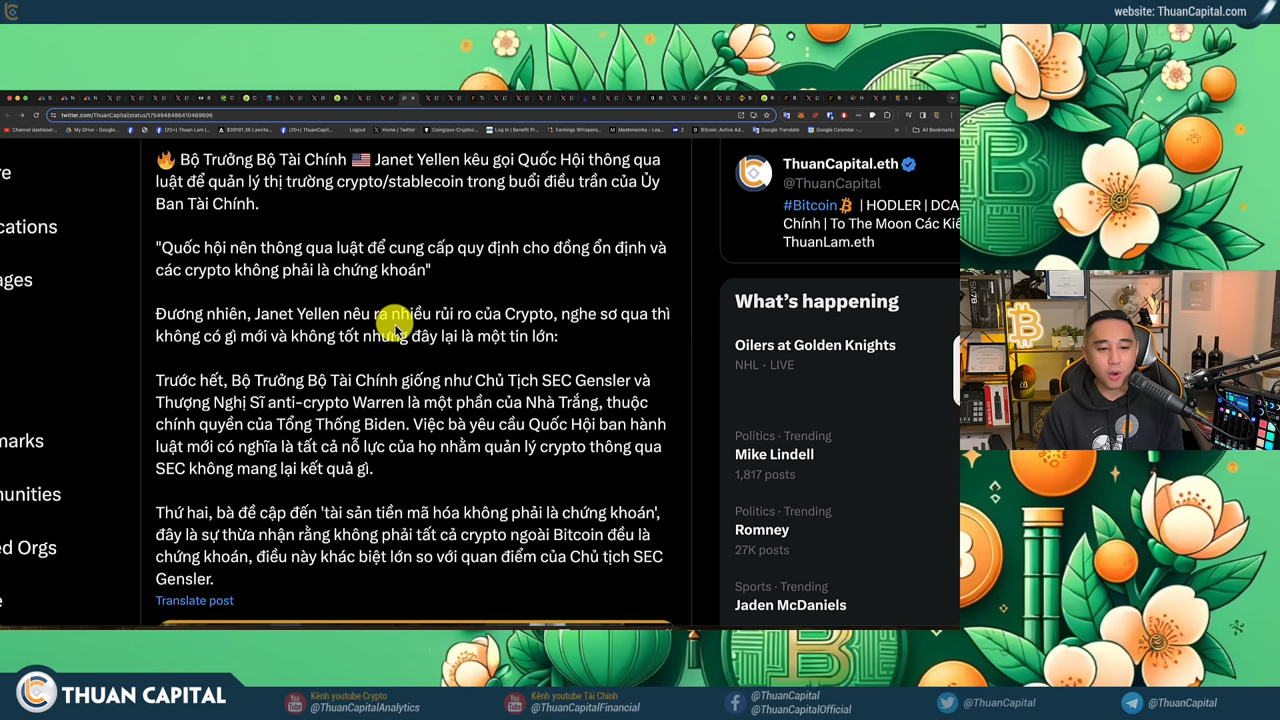 website: ThuanCapital.com
twitter.com/ThuanCapital/status/1754948486410469696
All Bookmarks
🔥 Bộ Trưởng Bộ Tài Chính 🇺🇸 Janet Yellen kêu gọi Quốc Hội thông qua
luật để quản lý thị trường crypto/stablecoin trong buổi điều trần của Ủy
Ban Tài Chính.
"Quốc hội nên thông qua luật để cung cấp quy định cho đồng ổn định và
các crypto không phải là chứng khoán"
Đương nhiên, Janet Yellen nêu ra nhiều rủi ro của Crypto, nghe sơ qua thì
không có gì mới và không tốt nhưng đây lại là một tin lớn:
Trước hết, Bộ Trưởng Bộ Tài Chính giống như Chủ Tịch SEC Gensler và
Thượng Nghị Sĩ anti-crypto Warren là một phần của Nhà Trắng, thuộc
chính quyền của Tổng Thống Biden. Việc bà yêu cầu Quốc Hội ban hành
luật mới có nghĩa là tất cả nỗ lực của họ nhằm quản lý crypto thông qua
SEC không mang lại kết quả gì).
Thứ hai, bà đề cập đến 'tài sản tiền mã hóa không phải là chứng khoán',
đây là sự thừa nhận rằng không phải tất cả crypto ngoài Bitcoin đều là
chứng khoán, điều này khác biệt lớn so với quan điểm của Chủ tịch SEC
Gensler.
Translate post
re
cations
ges
marks
unities
d Orgs
e
ThuanCapital.eth
@ThuanCapital
#Bitcoin | HODLER | DCA
Chính | To The Moon Các Kiê
ThuanLam.eth
What's happening
Oilers at Golden Knights
NHL · LIVE
Politics · Trending
Mike Lindell
1,817 posts
Politics · Trending
Romney
27K posts
Sports · Trending
Jaden McDaniels
THUAN CAPITAL
Kênh youtube Crypto
@ThuanCapitalAnalytics
Kênh youtube Tài Chính
@ThuanCapitalFinancial
@ThuanCapital
@ThuanCapitalOfficial
@ThuanCapital
@ThuanCapital